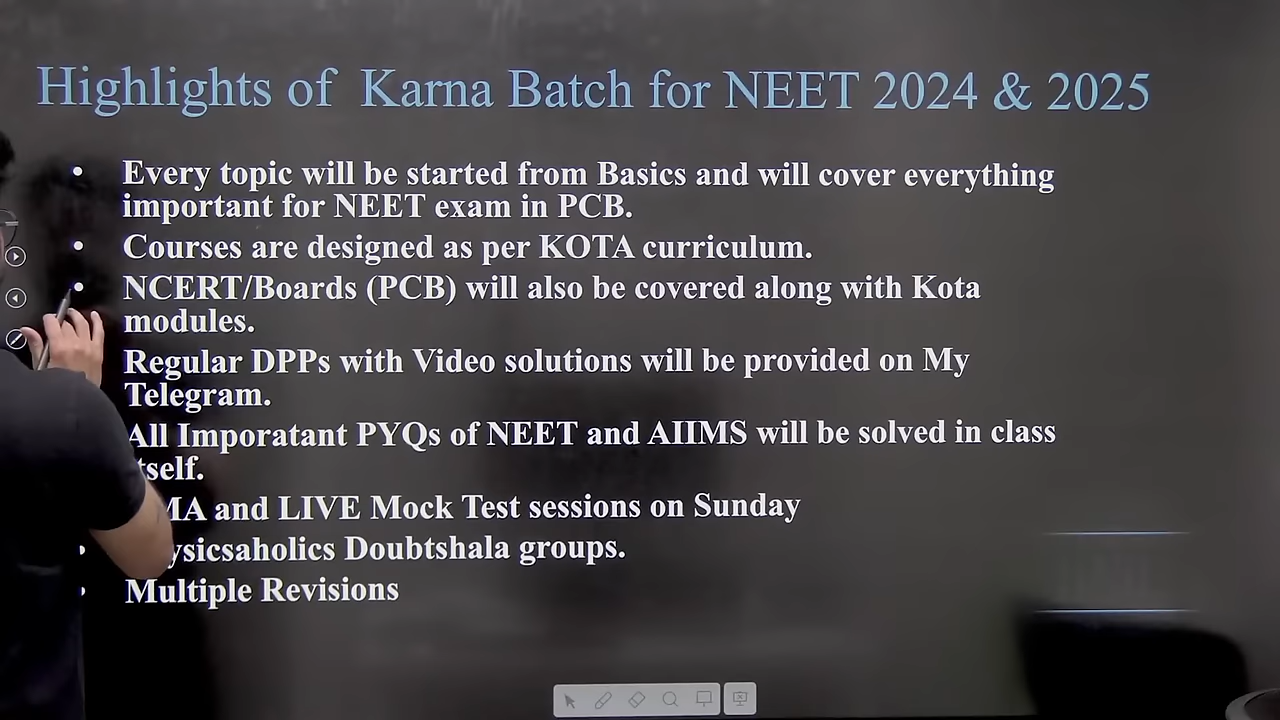 Highlights of Karna Batch for NEET 2024 & 2025
• Every topic will be started from Basics and will cover everything
important for NEET exam in PCB.
• Courses are designed as per KOTA curriculum.
• NCERT/Boards (PCB) will also be covered along with Kota
modules.
Regular DPPs with Video solutions will be provided on My
Telegram.
All Imporatant PYQs of NEET and AIIMS will be solved in class
tself.
MA and LIVE Mock Test sessions on Sunday
• ysicsaholics Doubtshala groups.
• Multiple Revisions